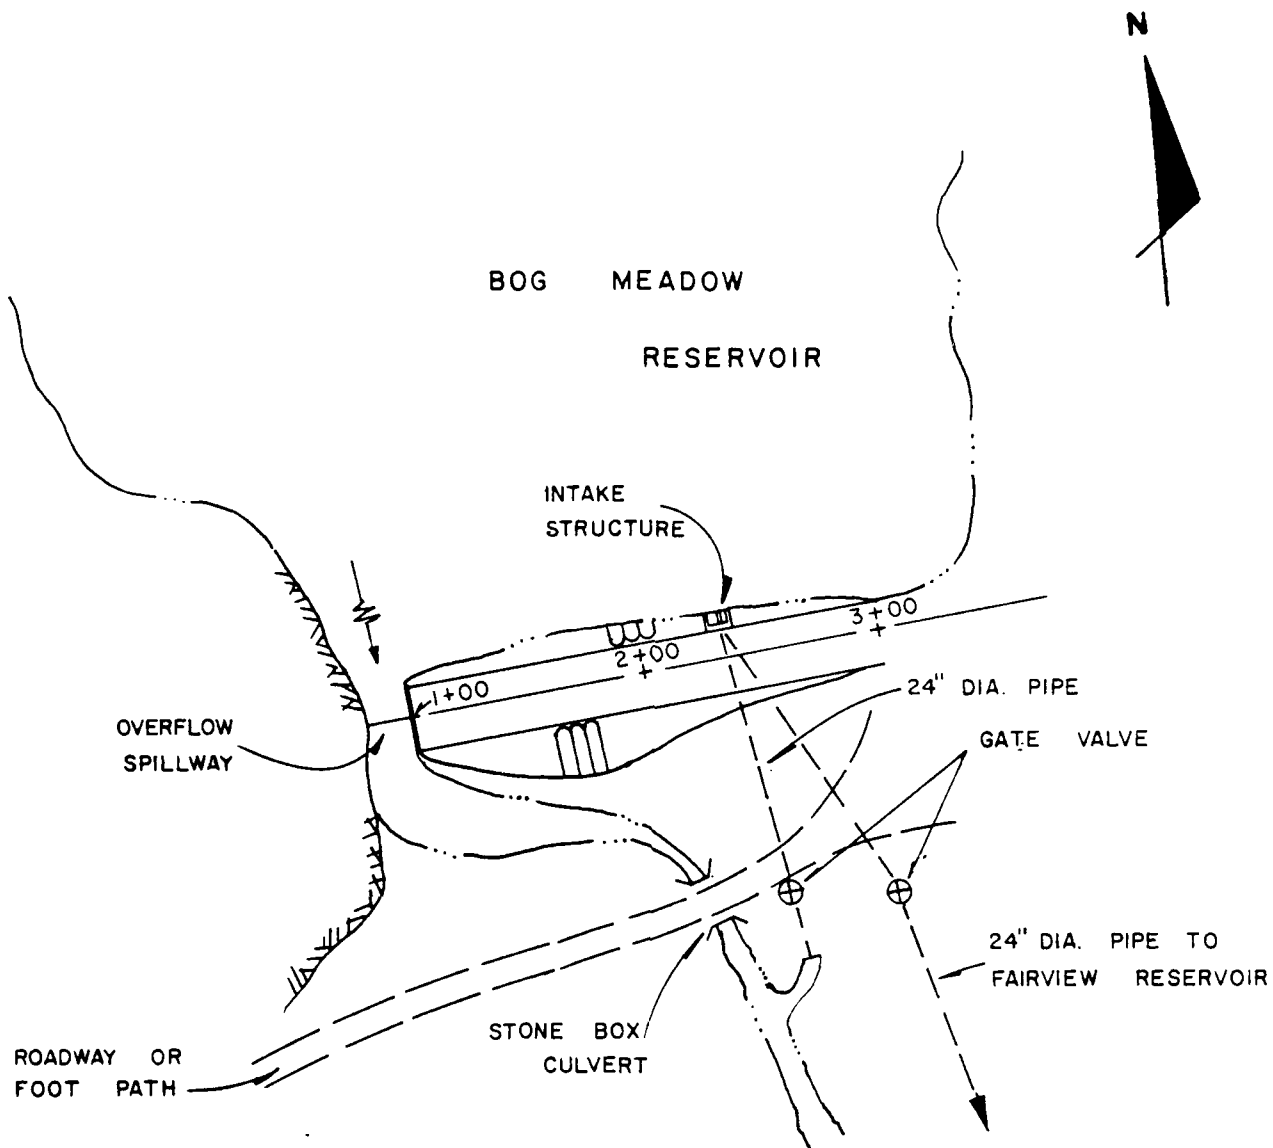 N
BOG MEADOW
RESERVOIR
INTAKE
STRUCTURE
3+00
2+00
1+00
24" DIA. PIPE
OVERFLOW
SPILLWAY
GATE VALVE
24" DIA. PIPE TO
FAIRVIEW RESERVOIR
STONE BOX
CULVERT
ROADWAY OR
FOOT PATH